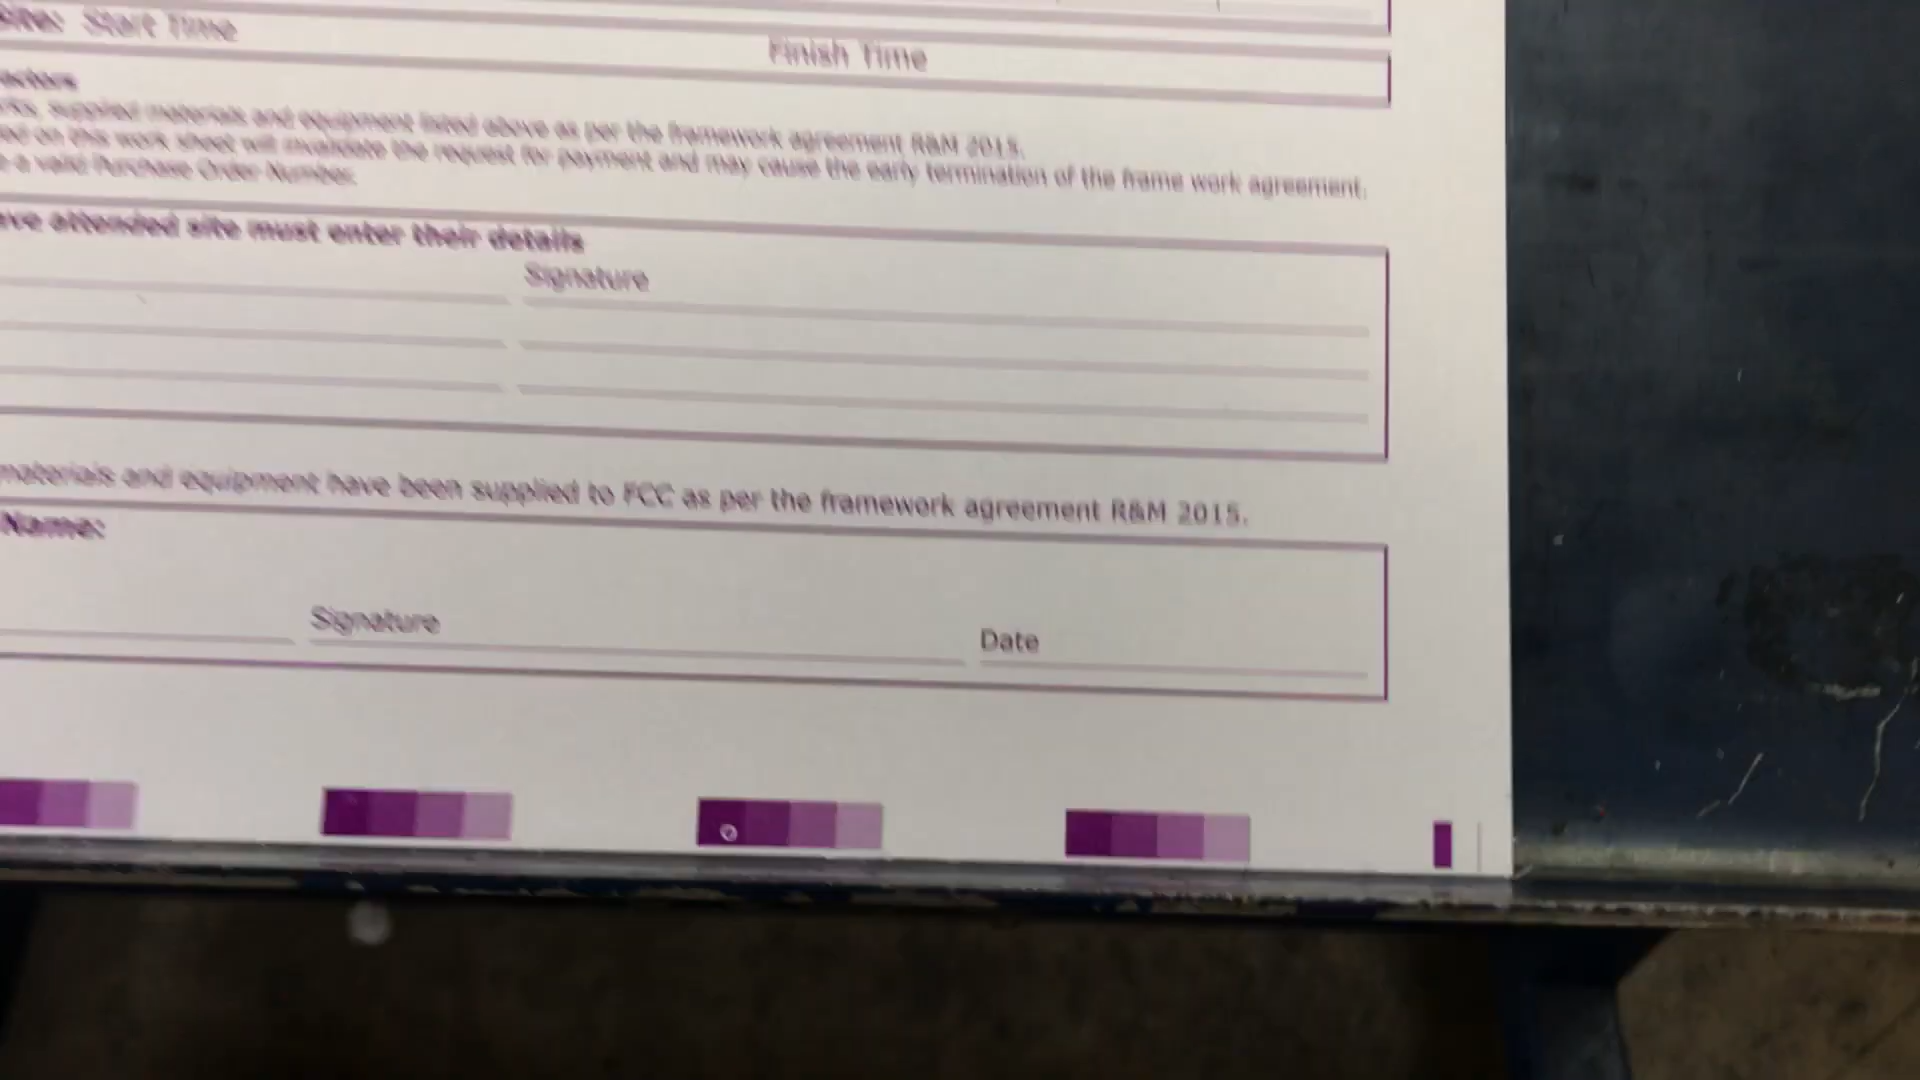 Site: Start Time
Finish Time
supplied materials and equipment listed above as per the framework agreement R&M 2015.
on this work sheet will invalidate the request for payment and may cause the early termination of the frame work agreement.
a valid Purchase Order Number.
attended site must enter their details
Signature
materials and equipment have been supplied to FCC as per the framework agreement R&M 2015.
Name:
Signature
Date